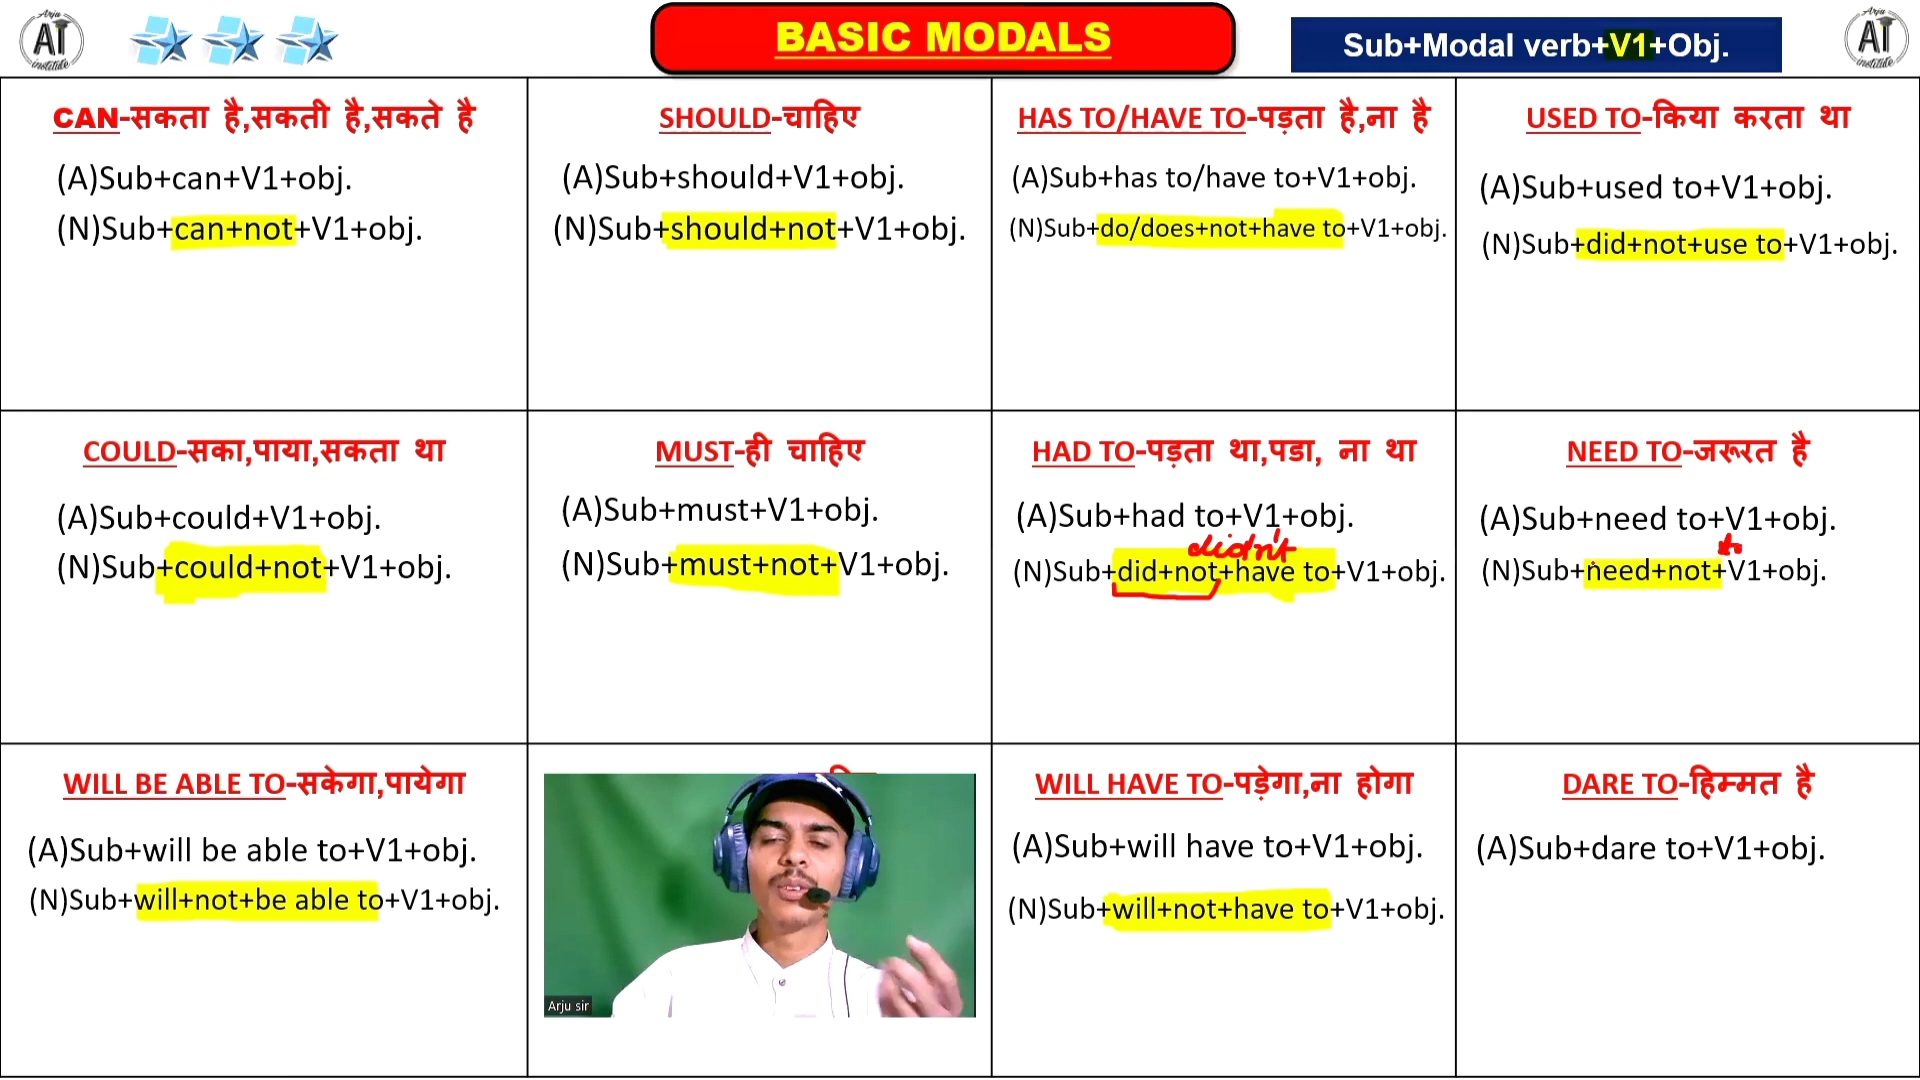 Arju
AT
institute
BASIC MODALS
Sub+Modal verb+V1+Obj.
Arju
AT
institute
CAN-सकता है,सकती है,सकते है
(A)Sub+can+V1+obj.
(N)Sub+can+not+V1+obj.
SHOULD-चाहिए
(A)Sub+should+V1+obj.
(N)Sub+should+not+V1+obj.
HAS TO/HAVE TO-पड़ता है,ना है
(A)Sub+has to/have to+V1+obj.
(N)Sub+do/does+not+have to+V1+obj.
USED TO-किया करता था
(A)Sub+used to+V1+obj.
(N)Sub+did+not+use to+V1+obj.
COULD-सका,पाया,सकता था
(A)Sub+could+V1+obj.
(N)Sub+could+not+V1+obj.
MUST-ही चाहिए
(A)Sub+must+V1+obj.
(N)Sub+must+not+V1+obj.
HAD TO-पड़ता था,पडा, ना था
(A)Sub+had to+V1+obj.
didn't
(N)Sub+did+not+have to+V1+obj.
NEED TO-जरूरत है
(A)Sub+need to+V1+obj.
to
(N)Sub+need+not+V1+obj.
WILL BE ABLE TO-सकेगा,पायेगा
(A)Sub+will be able to+V1+obj.
(N)Sub+will+not+be able to+V1+obj.
Arju sir
WILL HAVE TO-पड़ेगा,ना होगा
(A)Sub+will have to+V1+obj.
(N)Sub+will+not+have to+V1+obj.
DARE TO-हिम्मत है
(A)Sub+dare to+V1+obj.